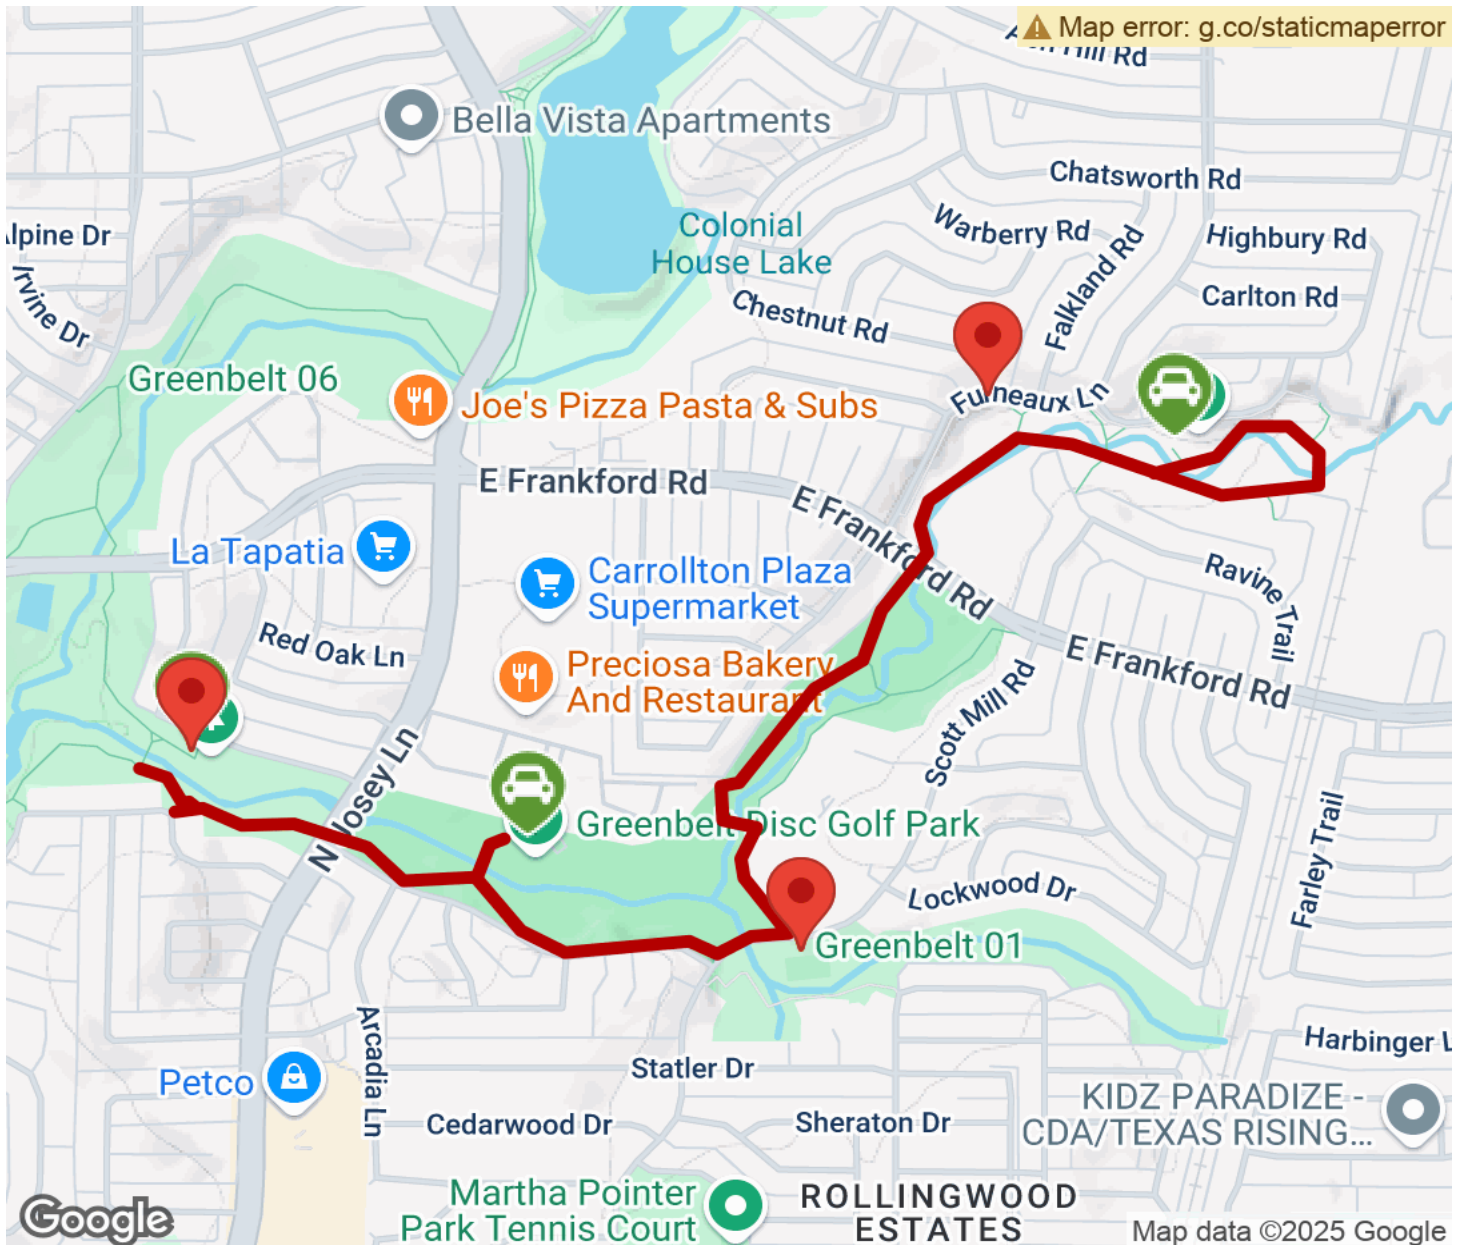 Map error: g.co/staticmaperror
Hill Rd
Bella Vista Apartments
Chatsworth Rd
Warberry Rd
Colonial
House Lake
Highbury Rd
Alpine Dr
Irvine Dr
Falkland Rd
Carlton Rd
Chestnut Rd
Greenbelt 06
Joe's Pizza Pasta & Subs
Furneaux Ln
E Frankford Rd
E Frankford Rd
La Tapatia
Carrollton Plaza
Supermarket
Ravine Trail
Red Oak Ln
E Frankford Rd
Preciosa Bakery
And Restaurant
Scott Mill Rd
N Josey Ln
Greenbelt Disc Golf Park
Farley Trail
Lockwood Dr
Greenbelt 01
Arcadia Ln
Harbinger L
Statler Dr
Petco
KIDZ PARADIZE -
CDA/TEXAS RISING...
Cedarwood Dr
Sheraton Dr
Martha Pointer
Park Tennis Court
ROLLINGWOOD
ESTATES
Google
Map data ©2025 Google